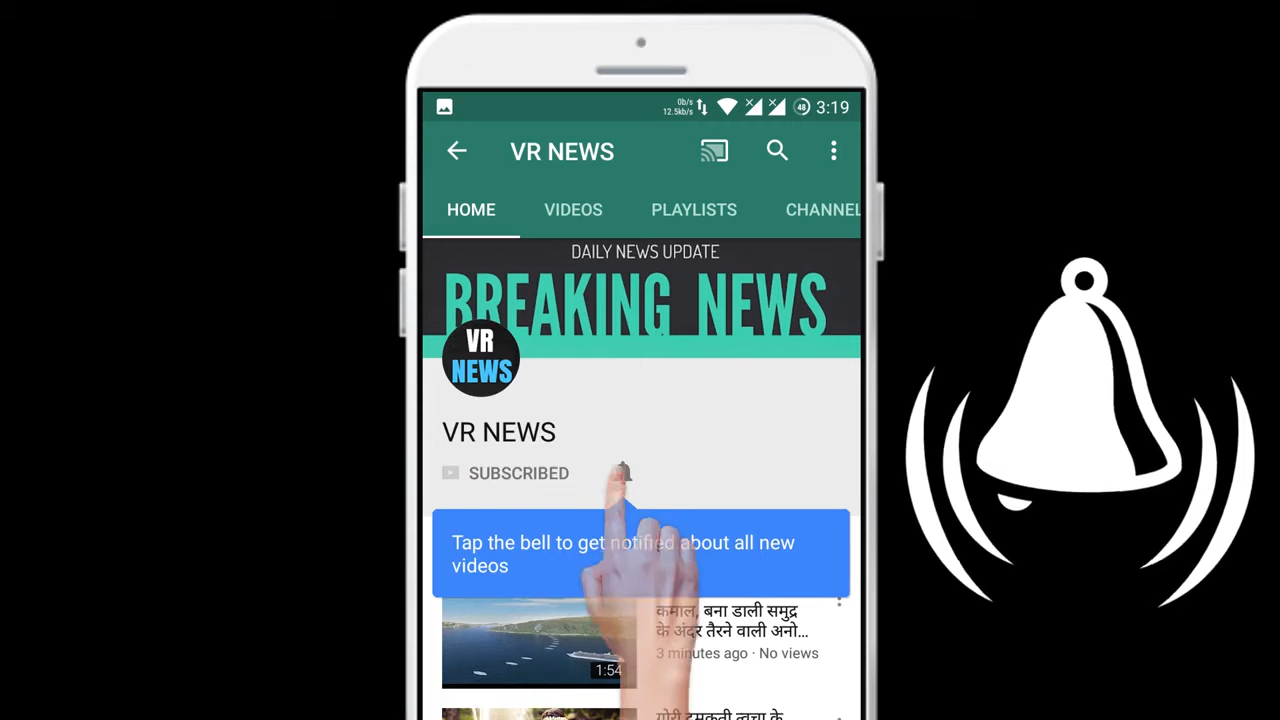 0b/s
12.5kb/s
48
3:19
VR NEWS
HOME VIDEOS PLAYLISTS CHANNEL
DAILY NEWS UPDATE
BREAKING NEWS
VR
NEWS
VR NEWS
SUBSCRIBED
Tap the bell to get notified about all new
videos
कमाल, बना डाली समुद्र
के अंदर तैरने वाली अनो...
3 minutes ago · No views
1:54